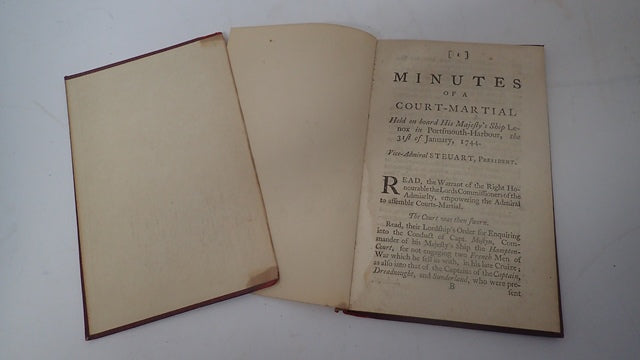 [ 1 ]
MINUTES
OF A
COURT-MARTIAL
Held on board His Majesty's Ship Le-
nox in Portsmouth-Harbour, the
31st of January, 1744.
Vice-Admiral STEUART, PRESIDENT.
READ, the Warrant of the Right Ho-
nourable the Lords Commissioners of the
Admiralty, empowering the Admiral
to assemble Courts-Martial.
The Court was then sworn.
Read, their Lordship's Order for Enquiring
into the Conduct of Capt. Mostyn, Com-
mander of his Majesty's Ship the Hampton-
Court, for not engaging two French Men of
War which he fell in with, in his late Cruize;
as also into that of the Captains of the Captain,
Dreadnought, and Sunderland, who were pre-
B
sent